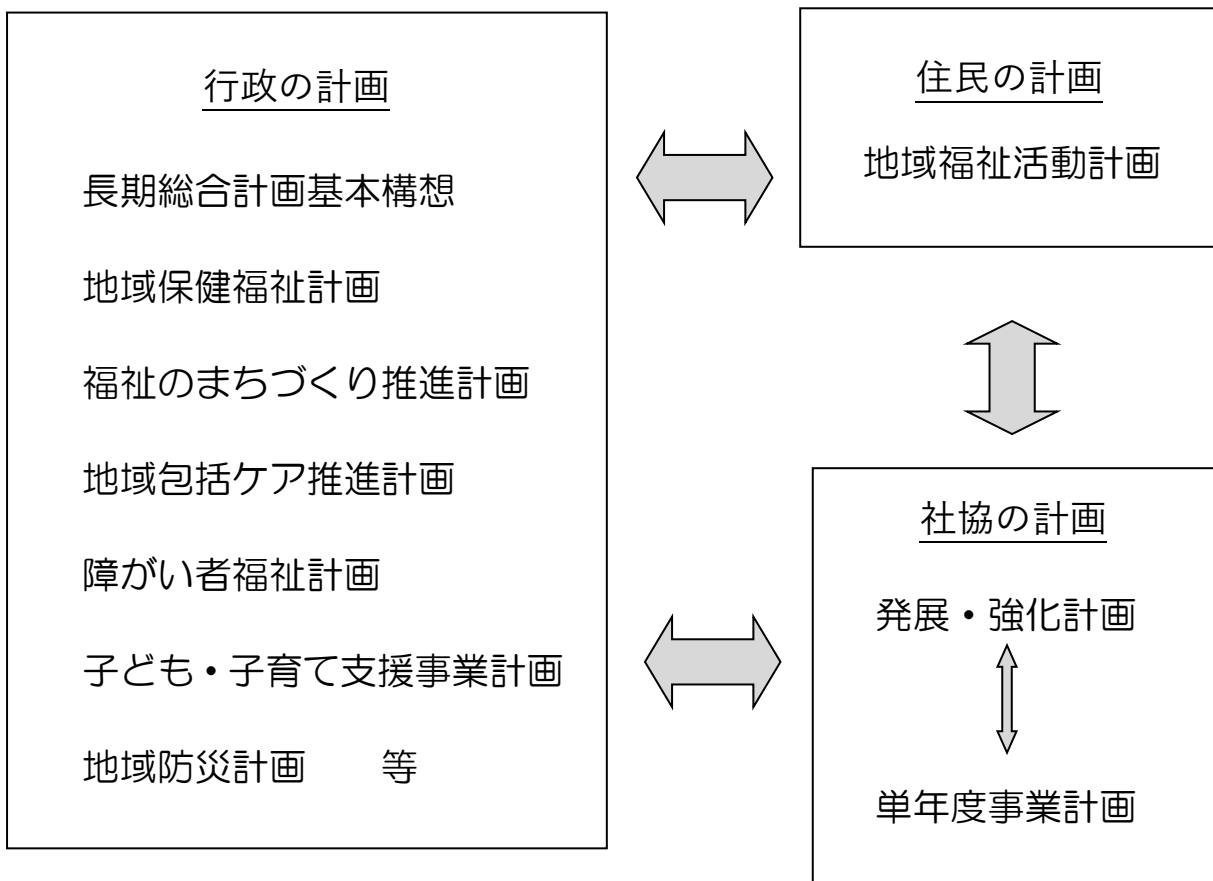 行政の計画
長期総合計画基本構想
地域保健福祉計画
福祉のまちづくり推進計画
地域包括ケア推進計画
障がい者福祉計画
子ども・子育て支援事業計画
地域防災計画　　等
住民の計画
地域福祉活動計画
社協の計画
発展・強化計画
単年度事業計画